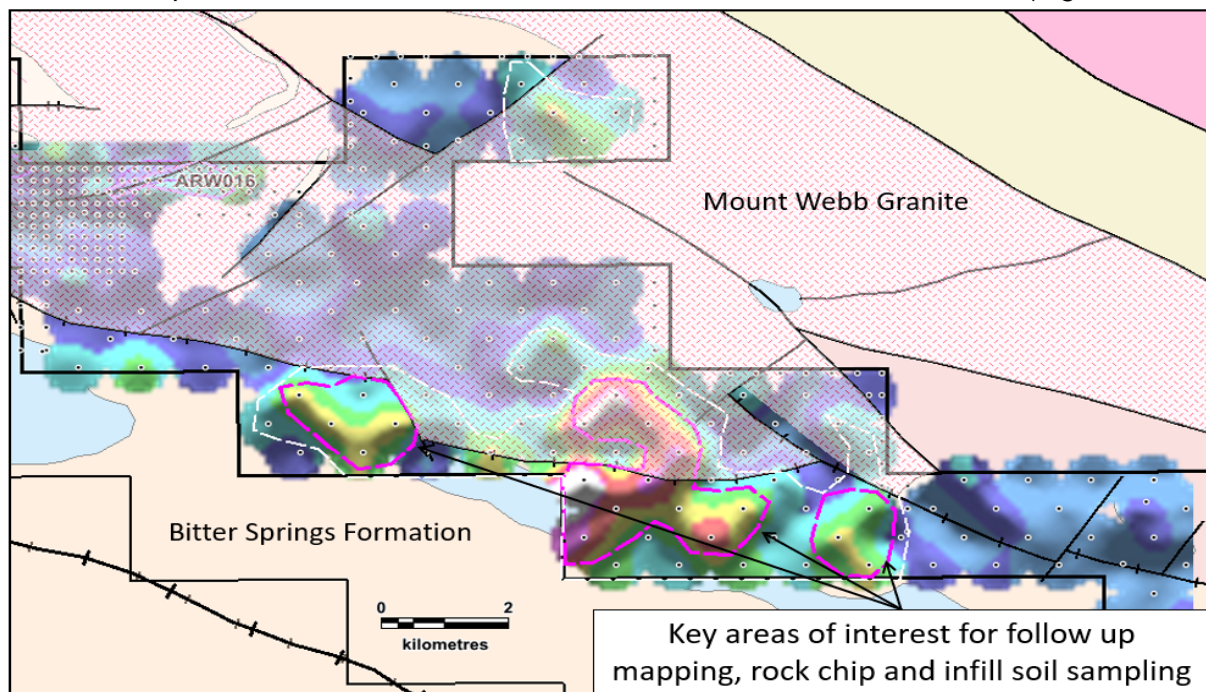 ARW016
Mount Webb Granite
Bitter Springs Formation
0 2
kilometres
Key areas of interest for follow up
mapping, rock chip and infill soil sampling